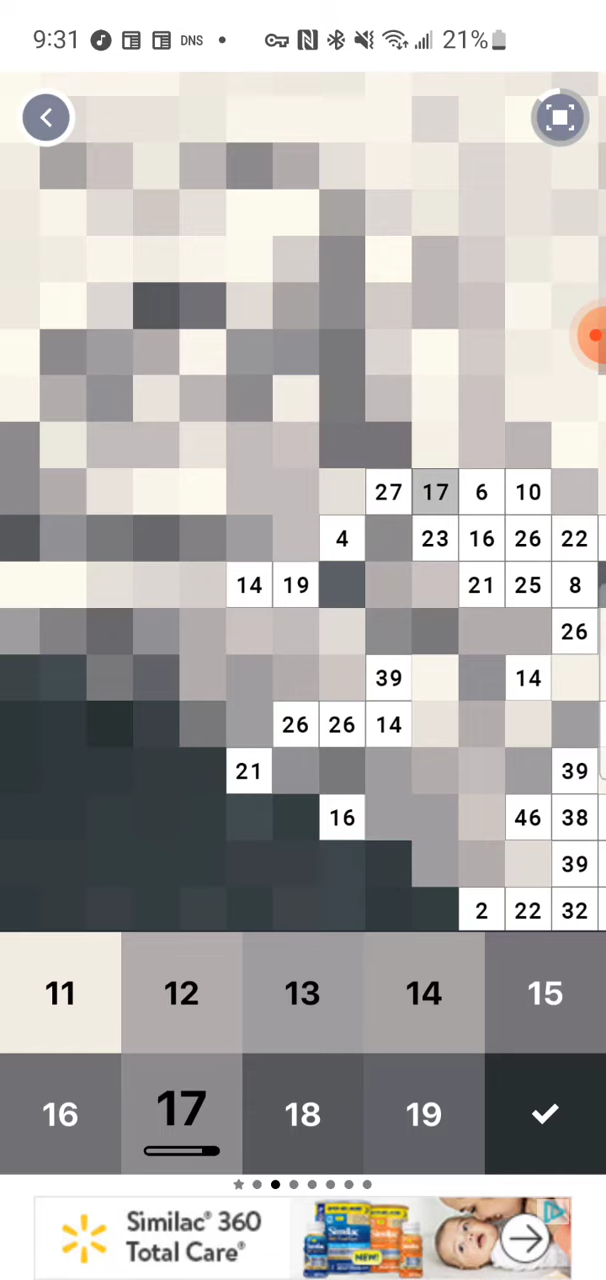 9:31 DNS 21%
27 17 6 10
4 23 16 26 22
14 19 21 25 8
26
39 14
26 26 14
21 39
16 46 38
39
2 22 32
11 12 13 14 15
16 17 18 19
Similac® 360
Total Care®